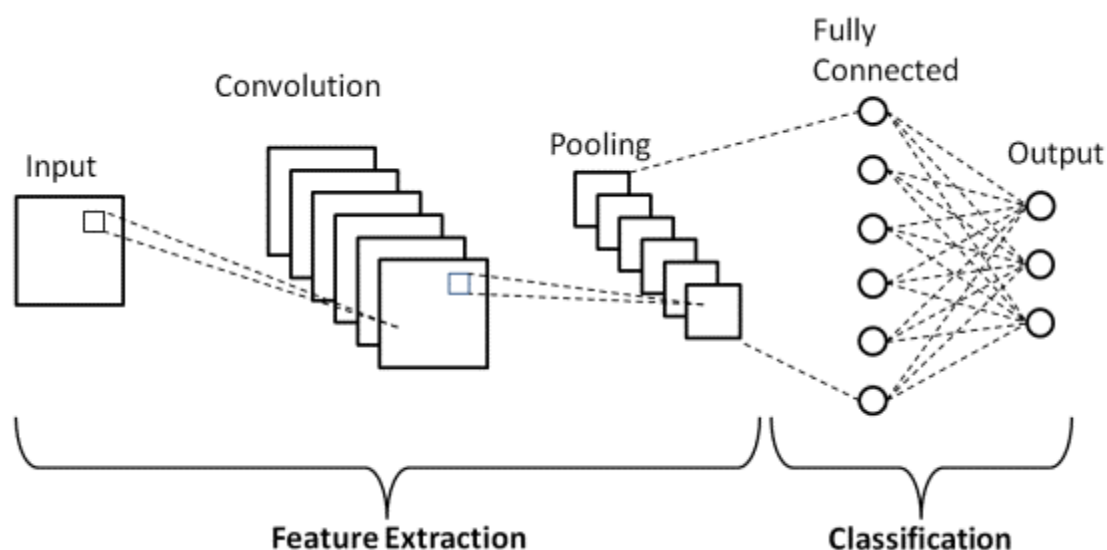 Input
Convolution
Pooling
Fully
Connected
Output
Feature Extraction
Classification